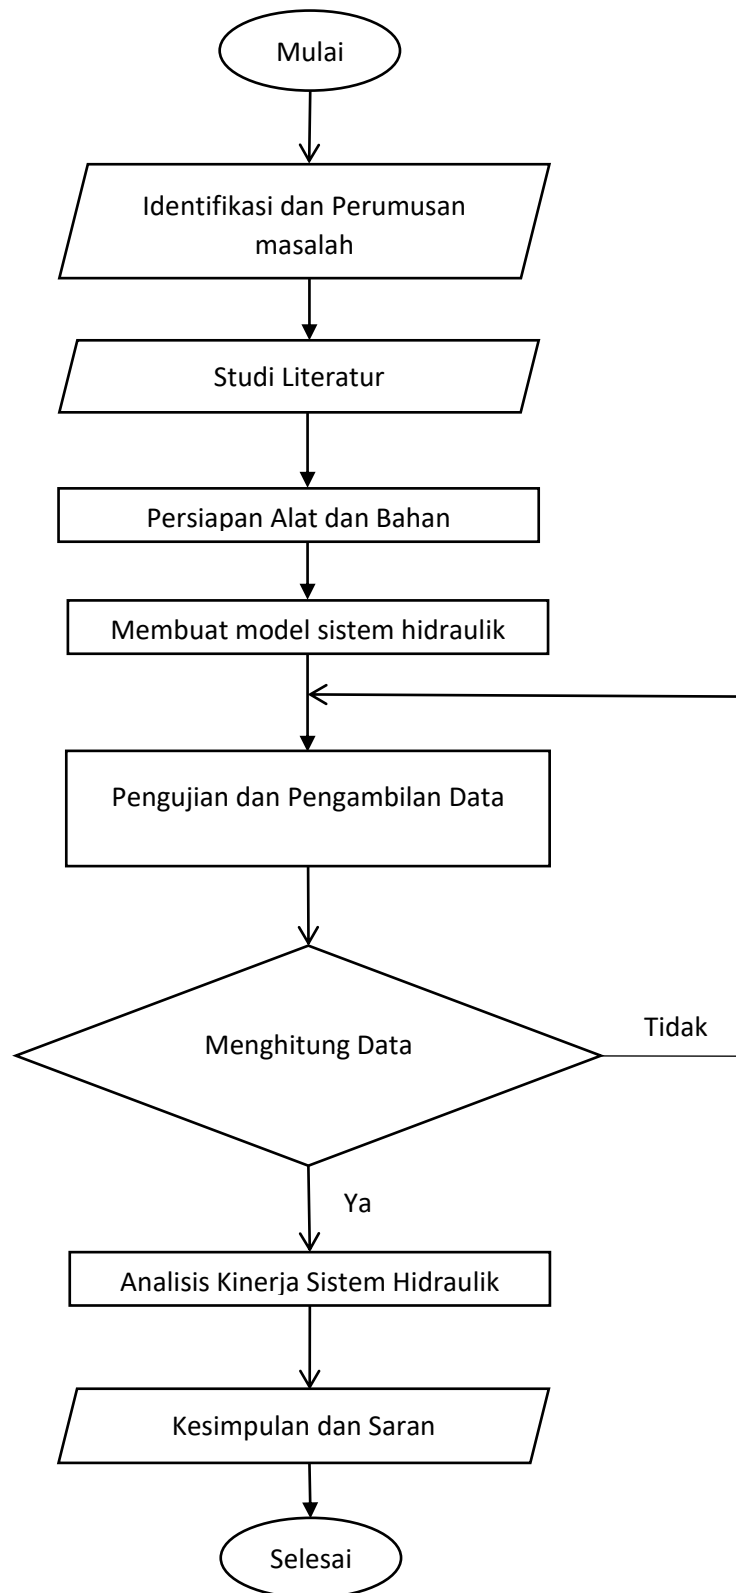 Mulai
Identifikasi dan Perumusan
masalah
Studi Literatur
Persiapan Alat dan Bahan
Membuat model sistem hidraulik
Pengujian dan Pengambilan Data
Menghitung Data
Tidak
Ya
Analisis Kinerja Sistem Hidraulik
Kesimpulan dan Saran
Selesai